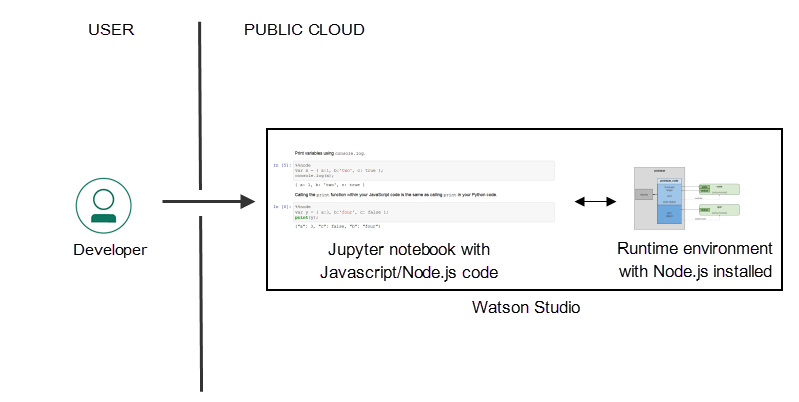 USER
PUBLIC CLOUD
Print variables using console.log.
In [5]: %%node
var x = { a:1, b:"two", c: true };
console.log(x);
{ a: 1, b: 'two', c: true }
Calling the print function within your JavaScript code is the same as calling print in your Python code.
In [6]: %%node
var y = { a:3, b:"four", c: false };
print(y);
{"a": 3, "c": false, "b": "four"}
Developer
Jupyter notebook with
Javascript/Node.js code
Runtime environment
with Node.js installed
Watson Studio